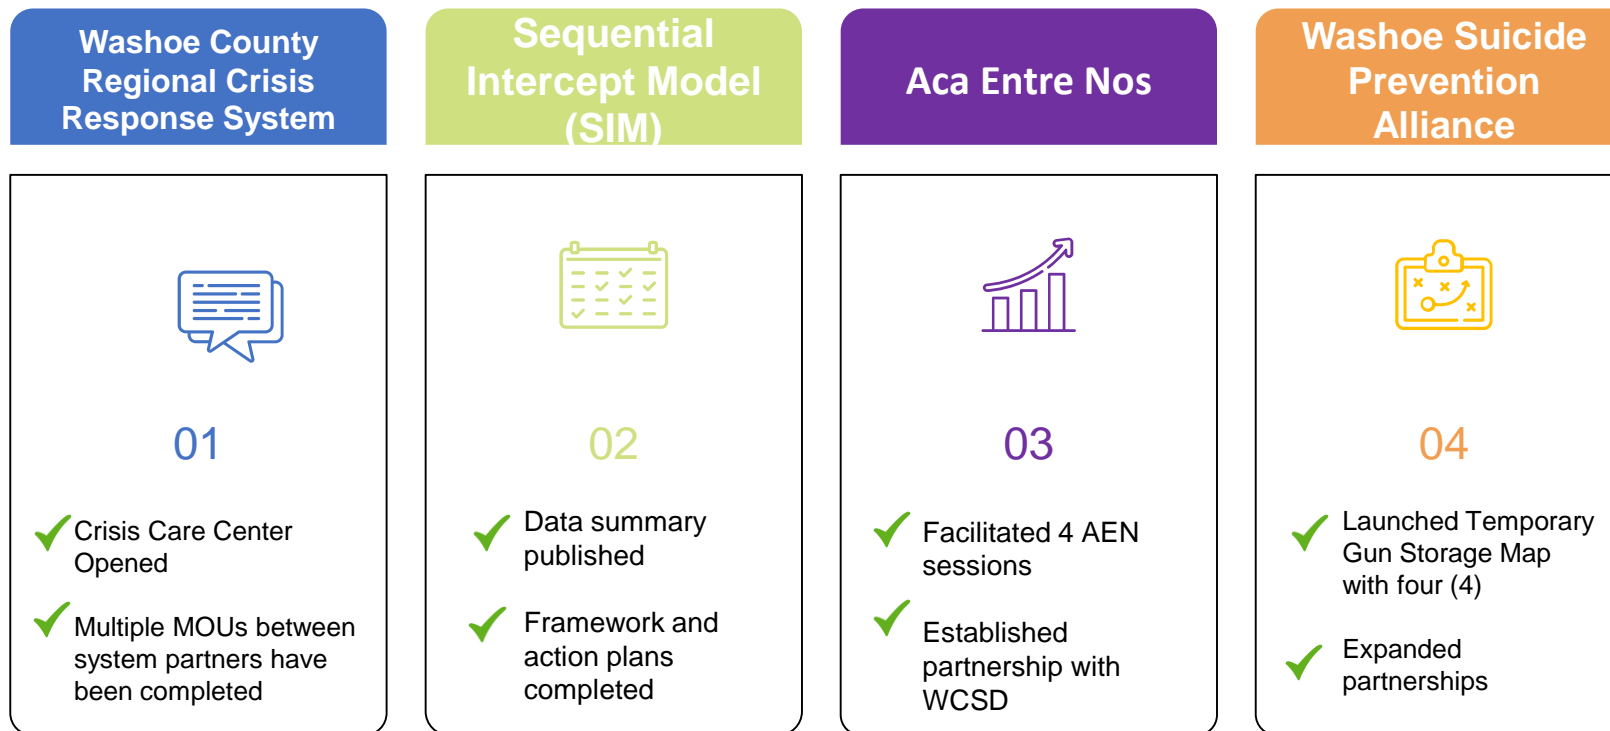 Washoe County
Regional Crisis
Response System
01
Crisis Care Center
Opened
Multiple MOUs between
system partners have
been completed
Sequential
Intercept Model
(SIM)
02
Data summary
published
Framework and
action plans
completed
Aca Entre Nos
03
Facilitated 4 AEN
sessions
Established
partnership with
WCSD
Washoe Suicide
Prevention
Alliance
04
Launched Temporary
Gun Storage Map
with four (4)
Expanded
partnerships